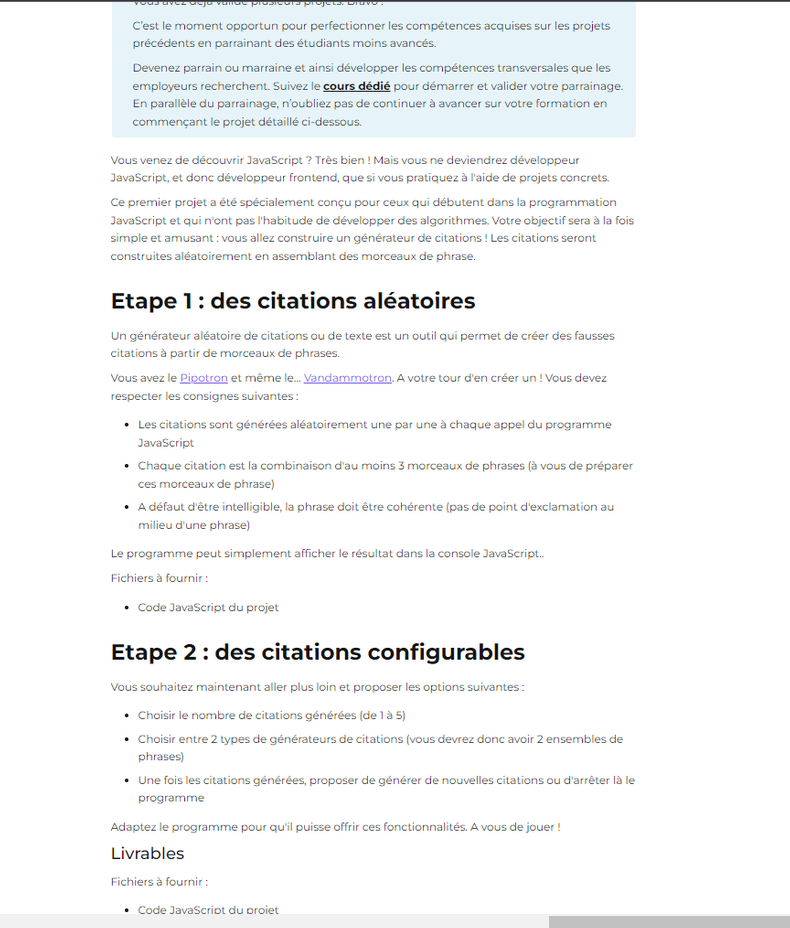 Vous avez déjà validé plusieurs projets. Bravo !
C'est le moment opportun pour perfectionner les compétences acquises sur les projets
précédents en parrainant des étudiants moins avancés.
Devenez parrain ou marraine et ainsi développer les compétences transversales que les
employeurs recherchent. Suivez le cours dédié pour démarrer et valider votre parrainage.
En parallèle du parrainage, n'oubliez pas de continuer à avancer sur votre formation en
commençant le projet détaillé ci-dessous.
Vous venez de découvrir JavaScript ? Très bien ! Mais vous ne deviendrez développeur
JavaScript, et donc développeur frontend, que si vous pratiquez à l'aide de projets concrets.
Ce premier projet a été spécialement conçu pour ceux qui débutent dans la programmation
JavaScript et qui n'ont pas l'habitude de développer des algorithmes. Votre objectif sera à la fois
simple et amusant : vous allez construire un générateur de citations ! Les citations seront
construites aléatoirement en assemblant des morceaux de phrase.
Etape 1 : des citations aléatoires
Un générateur aléatoire de citations ou de texte est un outil qui permet de créer des fausses
citations à partir de morceaux de phrases.
Vous avez le Pipotron et même le... Vandammotron. A votre tour d'en créer un ! Vous devez
respecter les consignes suivantes :
• Les citations sont générées aléatoirement une par une à chaque appel du programme
JavaScript
• Chaque citation est la combinaison d'au moins 3 morceaux de phrases (à vous de préparer
ces morceaux de phrase)
• A défaut d'être intelligible, la phrase doit être cohérente (pas de point d'exclamation au
milieu d'une phrase)
Le programme peut simplement afficher le résultat dans la console JavaScript..
Fichiers à fournir :
• Code JavaScript du projet
Etape 2 : des citations configurables
Vous souhaitez maintenant aller plus loin et proposer les options suivantes :
• Choisir le nombre de citations générées (de 1 à 5)
• Choisir entre 2 types de générateurs de citations (vous devrez donc avoir 2 ensembles de
phrases)
• Une fois les citations générées, proposer de générer de nouvelles citations ou d'arrêter là le
programme
Adaptez le programme pour qu'il puisse offrir ces fonctionnalités. A vous de jouer !
Livrables
Fichiers à fournir :
• Code JavaScript du projet